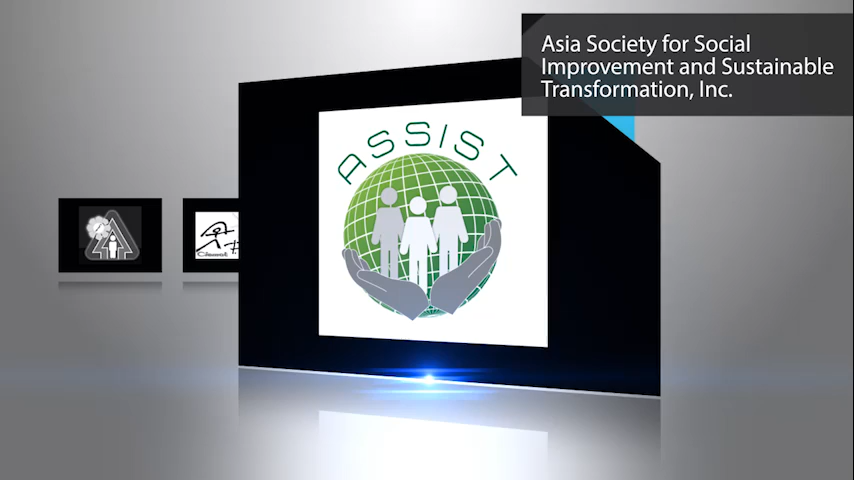 Asia Society for Social
Improvement and Sustainable
Transformation, Inc.
ASSIST